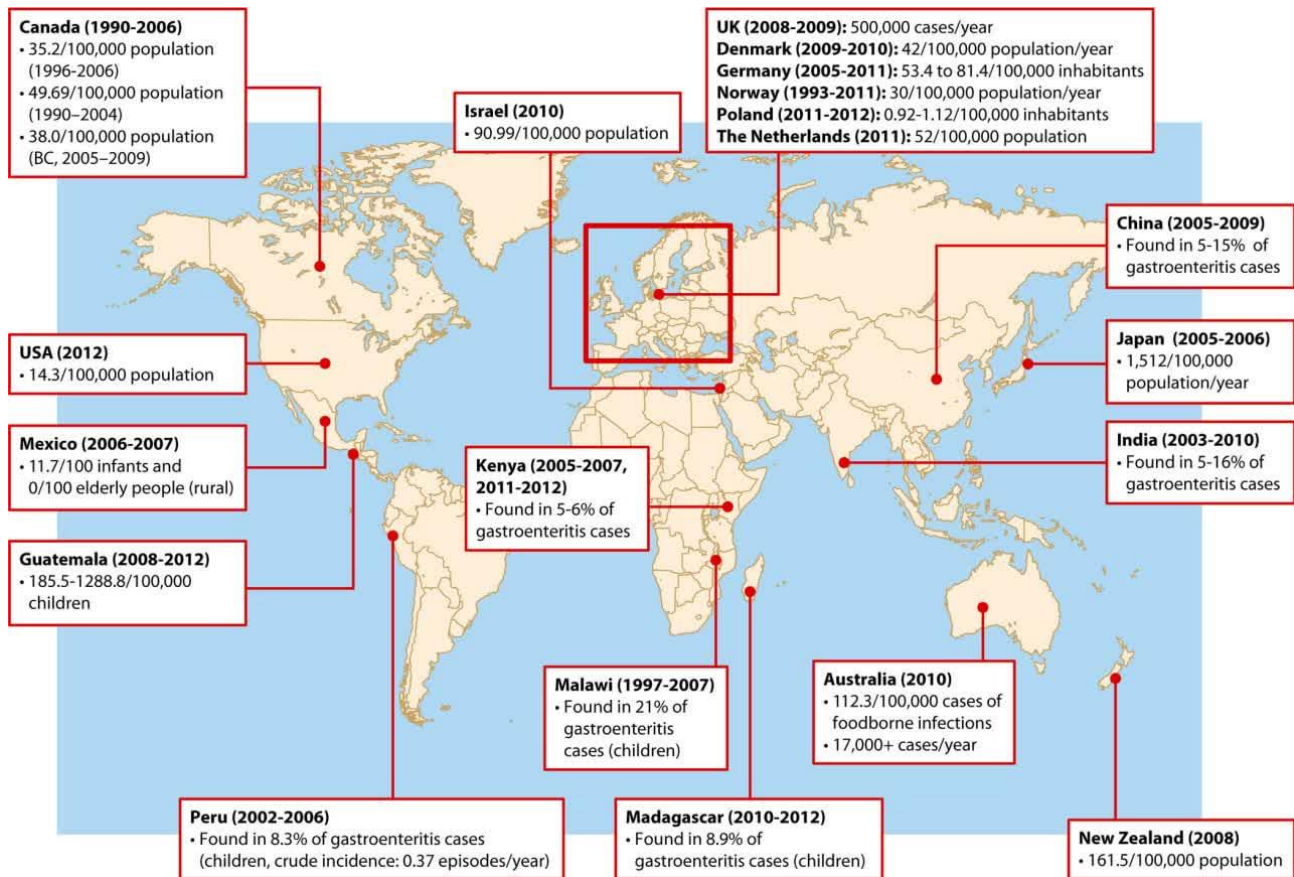 Canada (1990-2006)
• 35.2/100,000 population
(1996-2006)
• 49.69/100,000 population
(1990–2004)
• 38.0/100,000 population
(BC, 2005–2009)
UK (2008-2009): 500,000 cases/year
Denmark (2009-2010): 42/100,000 population/year
Germany (2005-2011): 53.4 to 81.4/100,000 inhabitants
Norway (1993-2011): 30/100,000 population/year
Poland (2011-2012): 0.92-1.12/100,000 inhabitants
The Netherlands (2011): 52/100,000 population
Israel (2010)
• 90.99/100,000 population
China (2005-2009)
• Found in 5-15% of
gastroenteritis cases
USA (2012)
• 14.3/100,000 population
Japan (2005-2006)
• 1,512/100,000
population/year
Mexico (2006-2007)
• 11.7/100 infants and
0/100 elderly people (rural)
Kenya (2005-2007,
2011-2012)
• Found in 5-6% of
gastroenteritis cases
India (2003-2010)
• Found in 5-16% of
gastroenteritis cases
Guatemala (2008-2012)
• 185.5-1288.8/100,000
children
Malawi (1997-2007)
• Found in 21% of
gastroenteritis
cases (children)
Australia (2010)
• 112.3/100,000 cases of
foodborne infections
• 17,000+ cases/year
Peru (2002-2006)
• Found in 8.3% of gastroenteritis cases
(children, crude incidence: 0.37 episodes/year)
Madagascar (2010-2012)
• Found in 8.9% of
gastroenteritis cases (children)
New Zealand (2008)
• 161.5/100,000 population